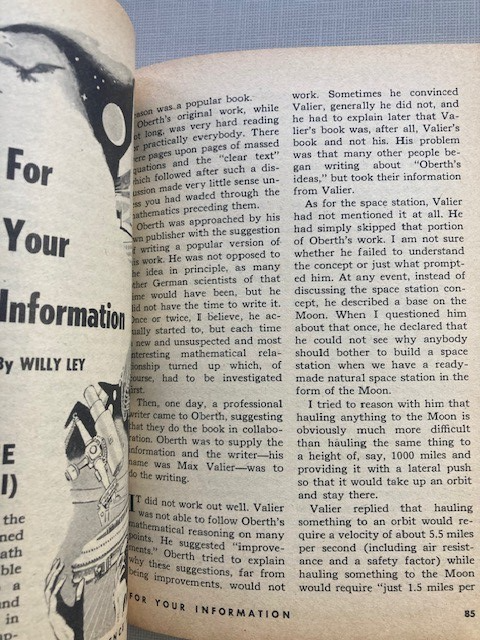 For
Your
Information
By WILLY LEY
E
I)
the
ned
ath
ble
a
and
in
ap-
was a popular book.
Oberth's original work, while
long, was very hard reading
practically everybody. There
pages upon pages of massed
and the "clear text"
which followed after such a dis-
made very little sense un-
you had waded through the
mathematics preceding them.
Oberth was approached by his
own publisher with the suggestion
writing a popular version of
his work. He was not opposed to
the idea in principle, as many
other German scientists of that
time would have been, but he
did not have the time to write it.
Once or twice, I believe, he ac-
tually started to, but each time
a new and unsuspected and most
interesting mathematical rela-
tionship turned up which, of
course, had to be investigated
first.
Then, one day, a professional
writer came to Oberth, suggesting
that they do the book in collabo-
ration. Oberth was to supply the
information and the writer—his
name was Max Valier—was to
do the writing.
IT did not work out well. Valier
was not able to follow Oberth's
mathematical reasoning on many
points. He suggested "improve-
ments." Oberth tried to explain
why these suggestions, far from
being improvements, would not
work. Sometimes he convinced
Valier, generally he did not, and
he had to explain later that Va-
lier's book was, after all, Valier's
book and not his. His problem
was that many other people be-
gan writing about "Oberth's
ideas," but took their information
from Valier.
As for the space station, Valier
had not mentioned it at all. He
had simply skipped that portion
of Oberth's work. I am not sure
whether he failed to understand
the concept or just what prompt-
ed him. At any event, instead of
discussing the space station con-
cept, he described a base on the
Moon. When I questioned him
about that once, he declared that
he could not see why anybody
should bother to build a space
station when we have a ready-
made natural space station in the
form of the Moon.
I tried to reason with him that
hauling anything to the Moon is
obviously much more difficult
than hauling the same thing to
a height of, say, 1000 miles and
providing it with a lateral push
so that it would take up an orbit
and stay there.
Valier replied that hauling
something to an orbit would re-
quire a velocity of about 5.5 miles
per second (including air resist-
ance and a safety factor) while
hauling something to the Moon
would require "just 1.5 miles per
FOR YOUR INFORMATION
85